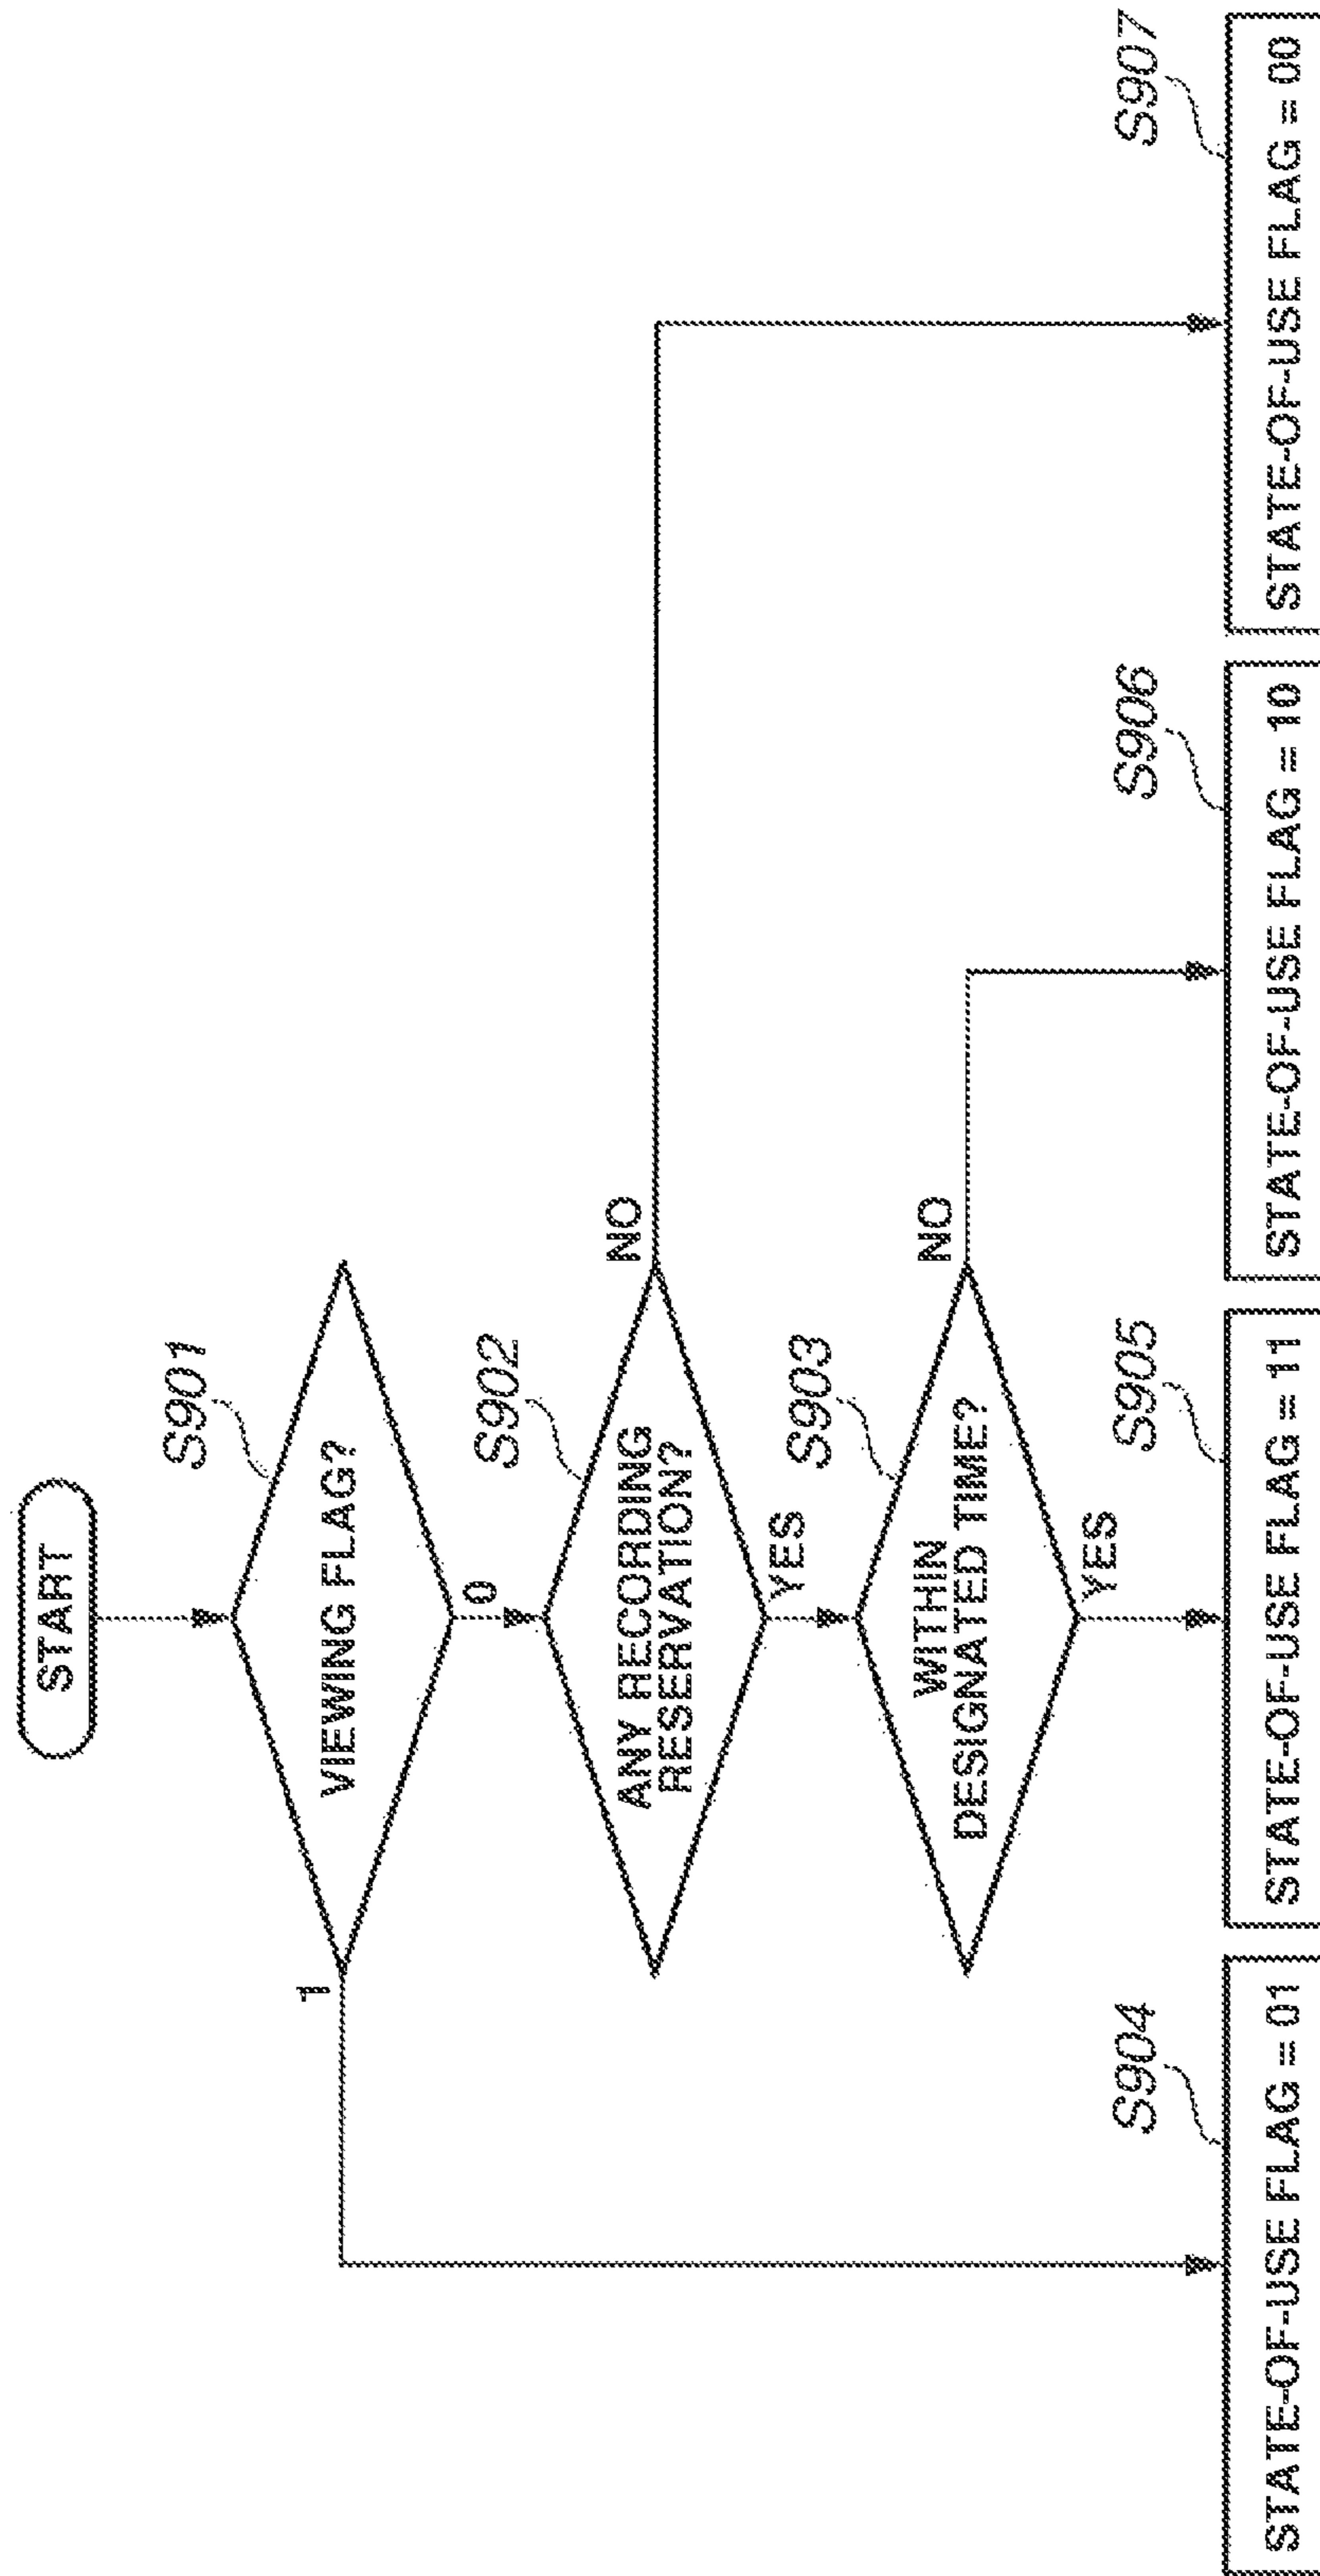 START
S901
VIEWING FLAG?
1
0
S902
ANY RECORDING
RESERVATION?
NO
YES
S903
WITHIN
DESIGNATED TIME?
NO
YES
S904
STATE-OF-USE FLAG = 01
S905
STATE-OF-USE FLAG = 11
S906
STATE-OF-USE FLAG = 10
S907
STATE-OF-USE FLAG = 00